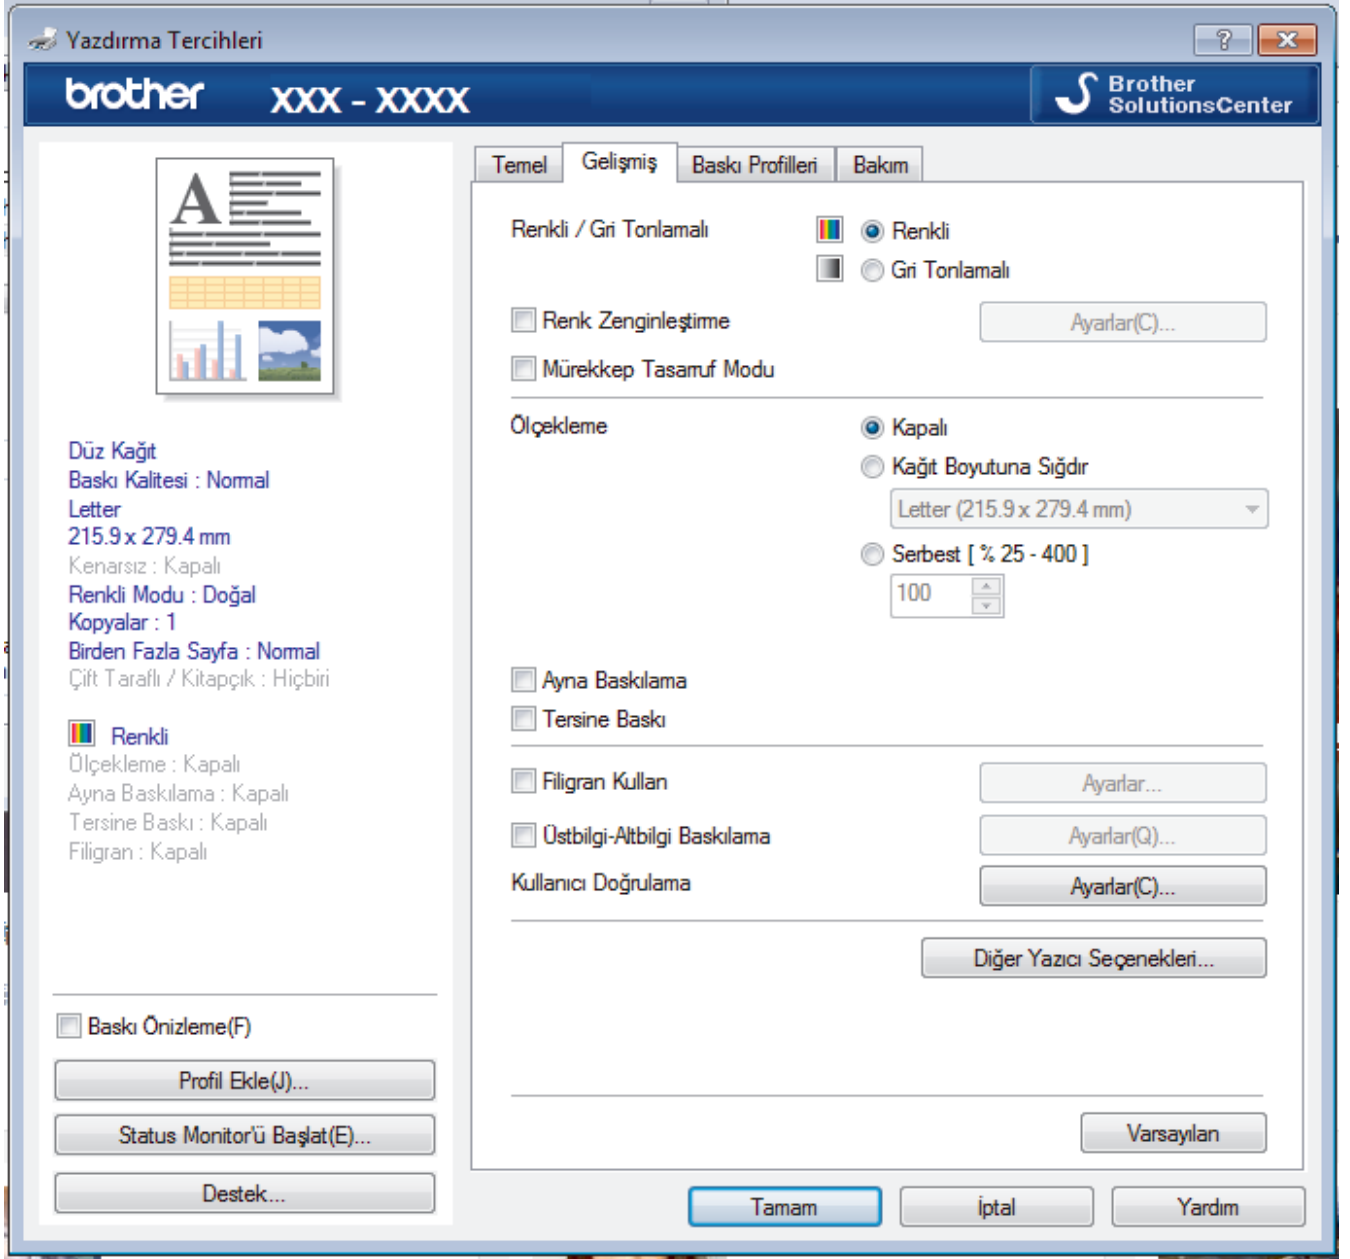 Yazdırma Tercihleri
?
brother XXX - XXXX
Brother
SolutionsCenter
A
Düz Kağıt
Baskı Kalitesi : Normal
Letter
215.9 x 279.4 mm
Kenarsız : Kapalı
Renkli Modu : Doğal
Kopyalar : 1
Birden Fazla Sayfa : Normal
Çift Taraflı / Kitapçık : Hiçbiri
Renkli
Ölçekleme : Kapalı
Ayna Baskılama : Kapalı
Tersine Baskı : Kapalı
Filigran : Kapalı
Baskı Önizleme(F)
Profil Ekle(J)...
Status Monitor'ü Başlat(E)...
Destek...
Temel Gelişmiş Baskı Profilleri Bakım
Renkli / Gri Tonlamalı Renkli
Gri Tonlamalı
Renk Zenginleştirme Ayarlar(C)...
Mürekkep Tasarruf Modu
Ölçekleme Kapalı
Kağıt Boyutuna Sığdır
Letter (215.9 x 279.4 mm)
Serbest [ % 25 - 400 ]
100
Ayna Baskılama
Tersine Baskı
Filigran Kullan Ayarlar...
Üstbilgi-Altbilgi Baskılama Ayarlar(Q)...
Kullanıcı Doğrulama Ayarlar(C)...
Diğer Yazıcı Seçenekleri...
Varsayılan
Tamam İptal Yardım